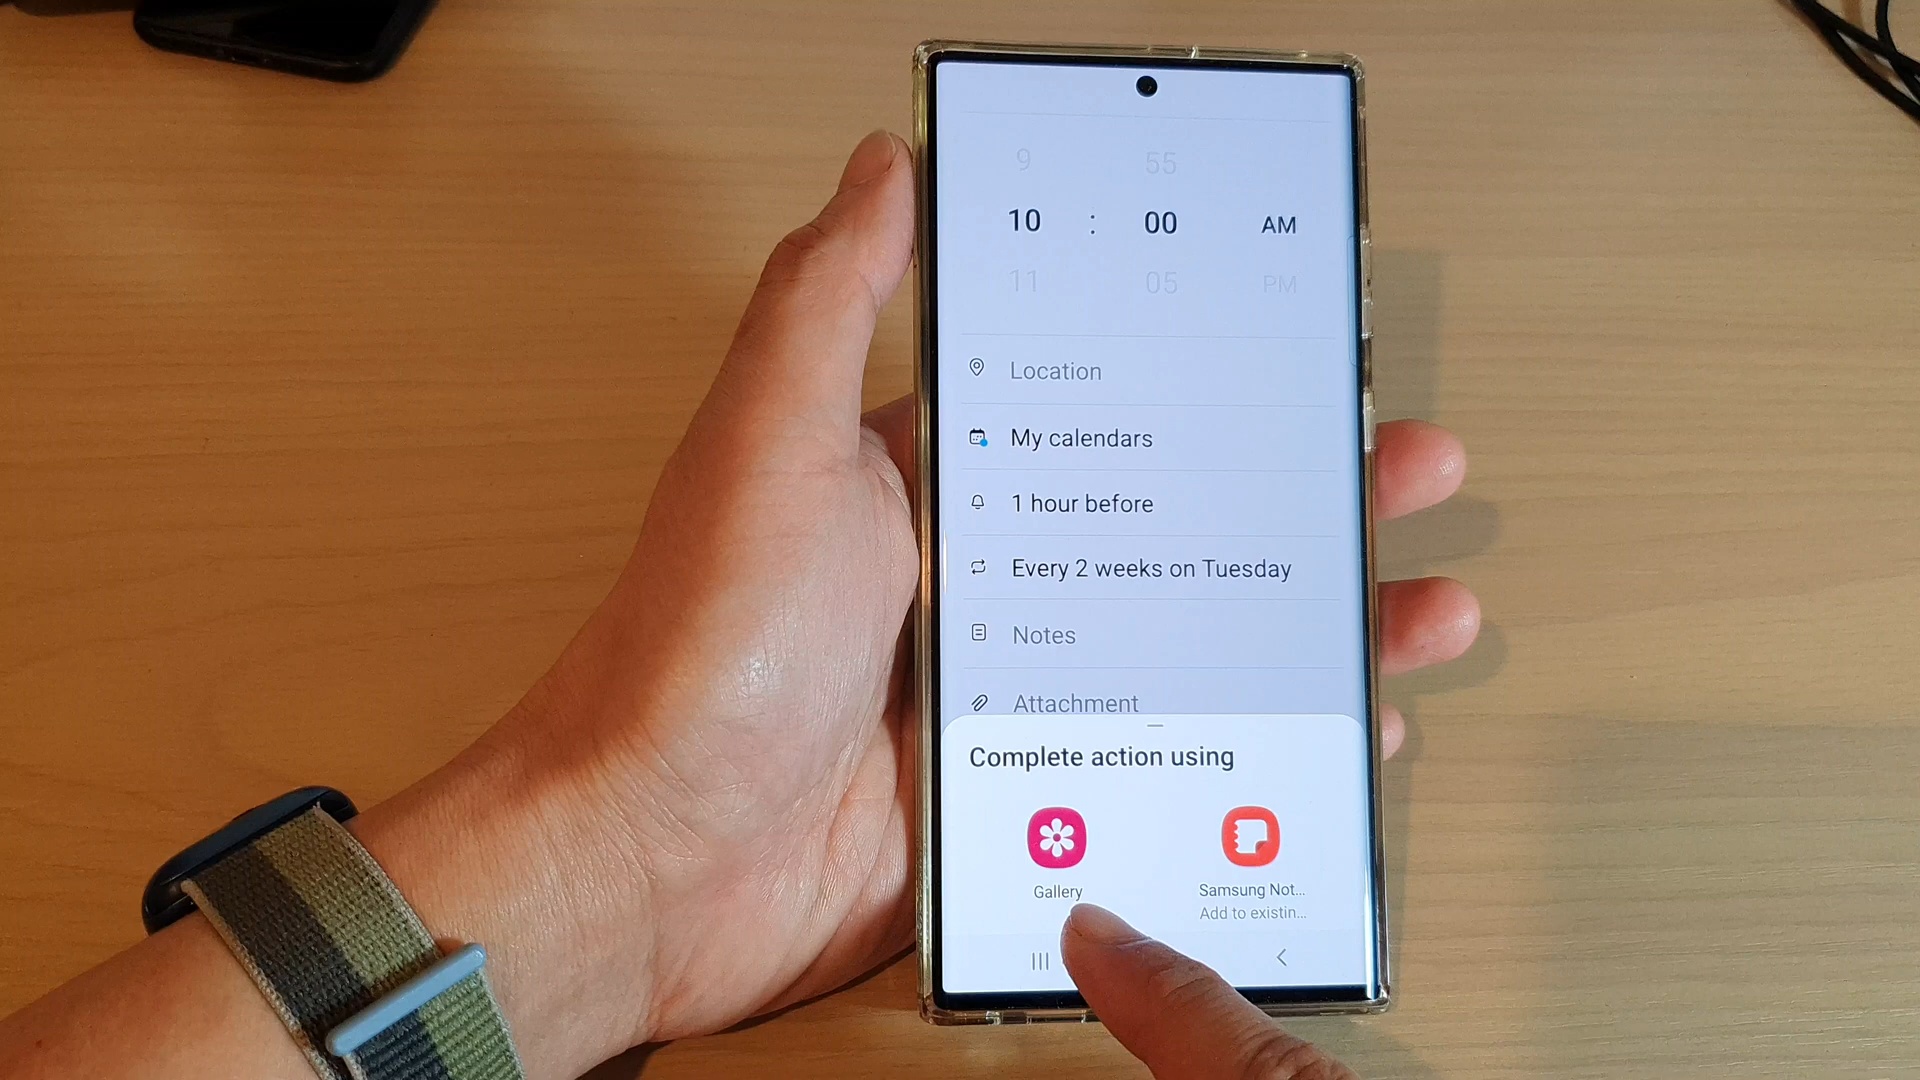 9 55
10 : 00 AM
11 05 PM
Location
My calendars
1 hour before
Every 2 weeks on Tuesday
Notes
Attachment
Complete action using
Gallery
Samsung Not...
Add to existin...